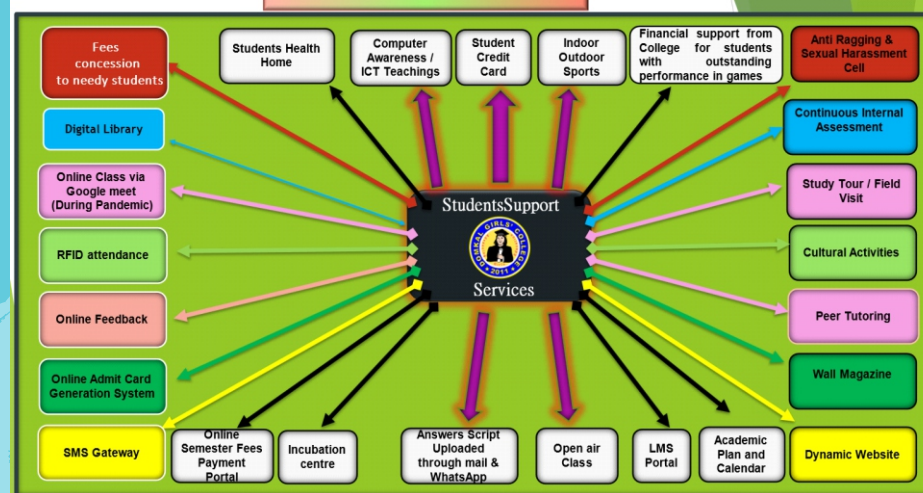 Fees
concession
to needy students
Students Health
Home
Computer
Awareness /
ICT Teachings
Student
Credit
Card
Indoor
Outdoor
Sports
Financial support from
College for students
with outstanding
performance in games
Anti Ragging &
Sexual Harassment
Cell
Digital Library
Continuous Internal
Assessment
Online Class via
Google meet
(During Pandemic)
Study Tour / Field
Visit
StudentsSupport
DOMKAL GIRLS' COLLEGE
2011
Services
RFID attendance
Cultural Activities
Online Feedback
Peer Tutoring
Online Admit Card
Generation System
Wall Magazine
SMS Gateway
Online
Semester Fees
Payment
Portal
Incubation
centre
Answers Script
Uploaded
through mail &
WhatsApp
Open air
Class
LMS
Portal
Academic
Plan and
Calendar
Dynamic Website